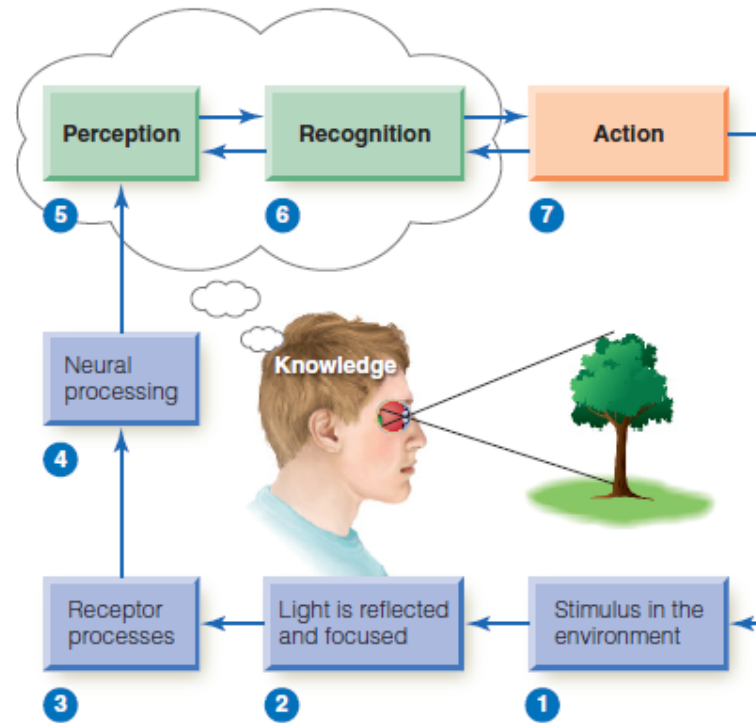 Perception
Recognition
Action
5
6
7
Neural
processing
Knowledge
4
Receptor
processes
Light is reflected
and focused
Stimulus in the
environment
3
2
1